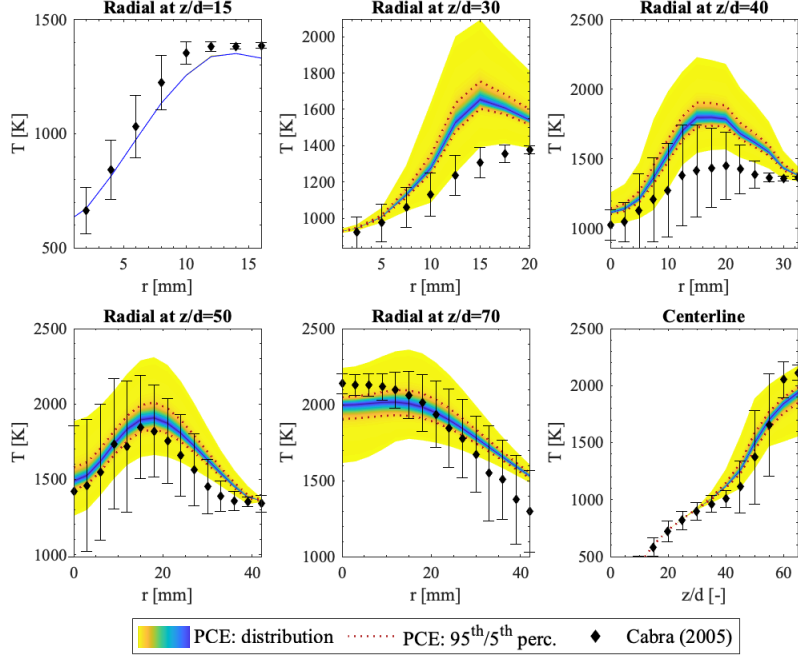 Radial at z/d=15
Radial at z/d=30
Radial at z/d=40
1500
1000
500
T [K]
5 10 15
r [mm]
2000
1800
1600
1400
1200
1000
T [K]
5 10 15 20
r [mm]
2500
2000
1500
1000
T [K]
0 10 20 30
r [mm]
Radial at z/d=50
Radial at z/d=70
Centerline
2500
2000
1500
1000
T [K]
0 20 40
r [mm]
2500
2000
1500
1000
T [K]
0 20 40
r [mm]
2500
2000
1500
1000
500
T [K]
0 20 40 60
z/d [-]
PCE: distribution PCE: 95th/5th perc. Cabra (2005)